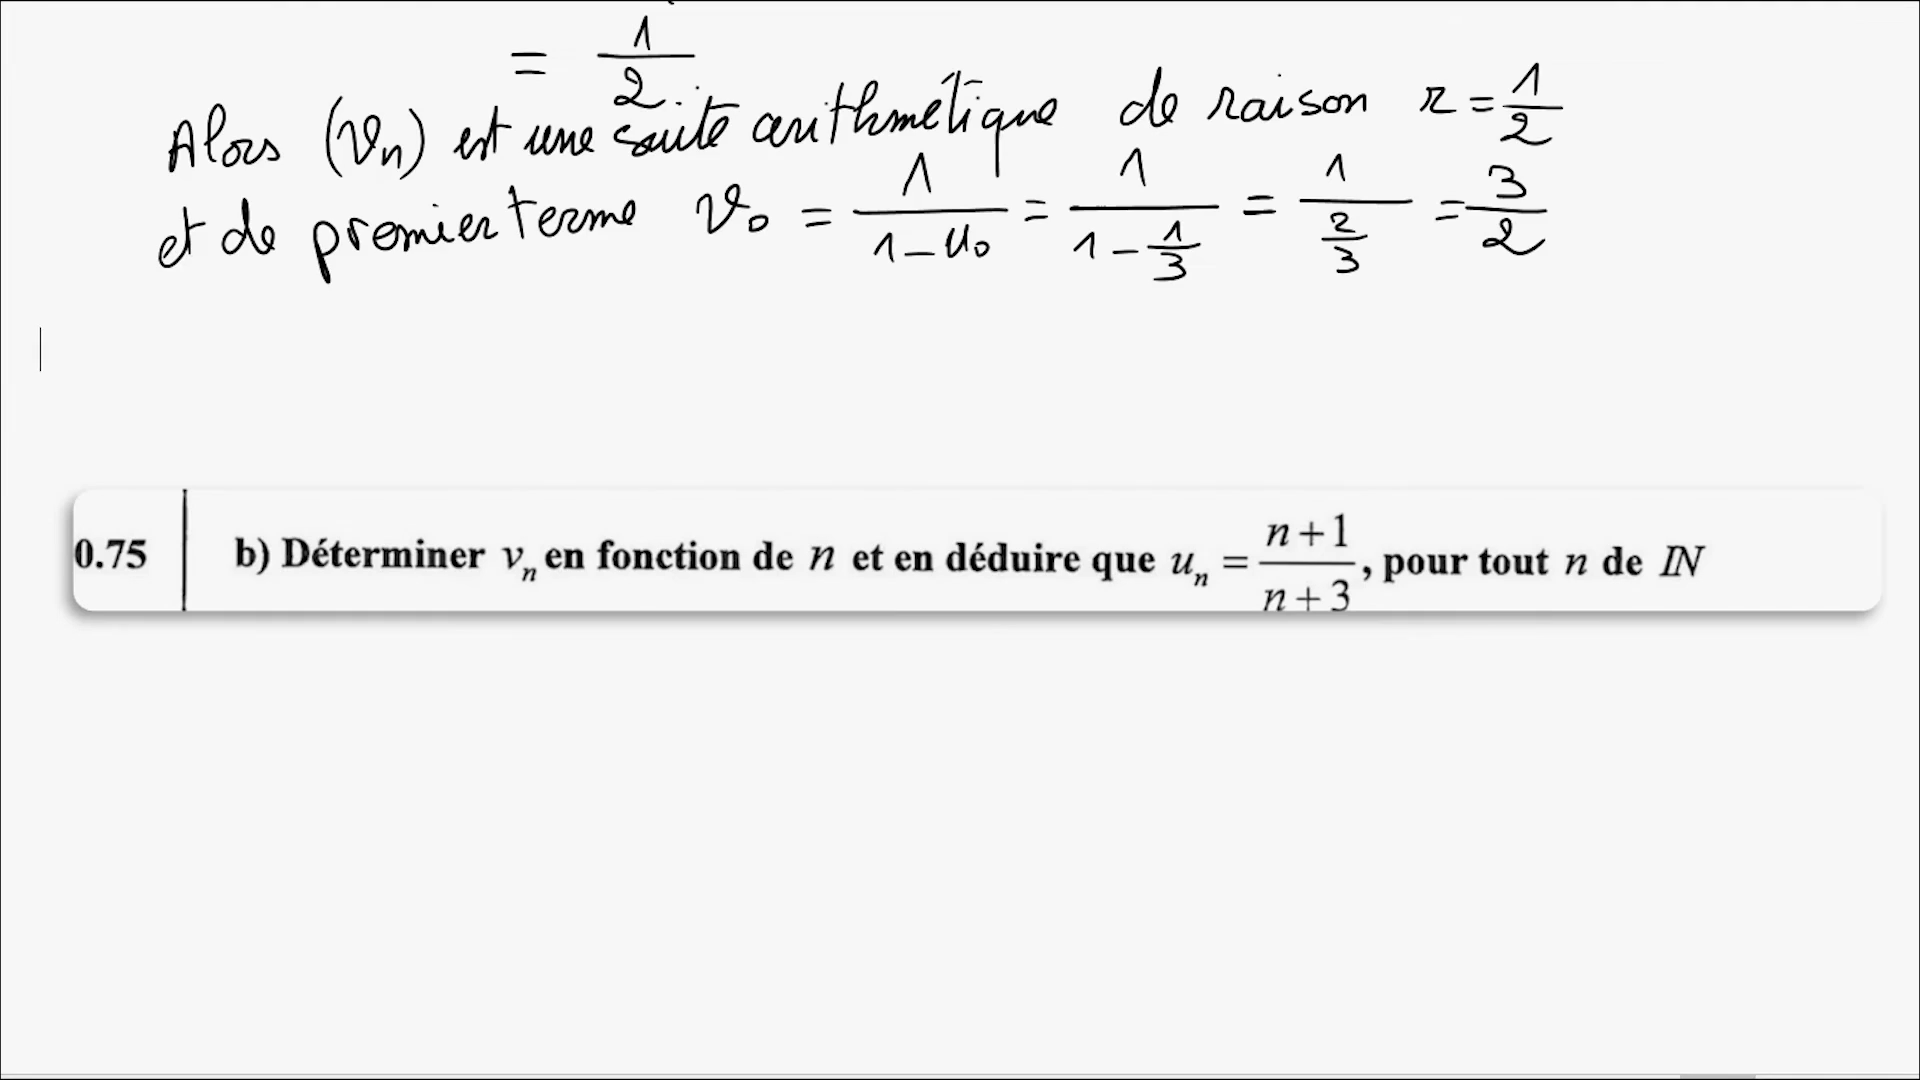 = 1/2
Alors (vn) est une suite arithmétique de raison r = 1/2
et de premier terme v0 = 1/(1 - u0) = 1/(1 - 1/3) = 1/(2/3) = 3/2
0.75 b) Déterminer vn en fonction de n et en déduire que un = (n+1)/(n+3), pour tout n de IN